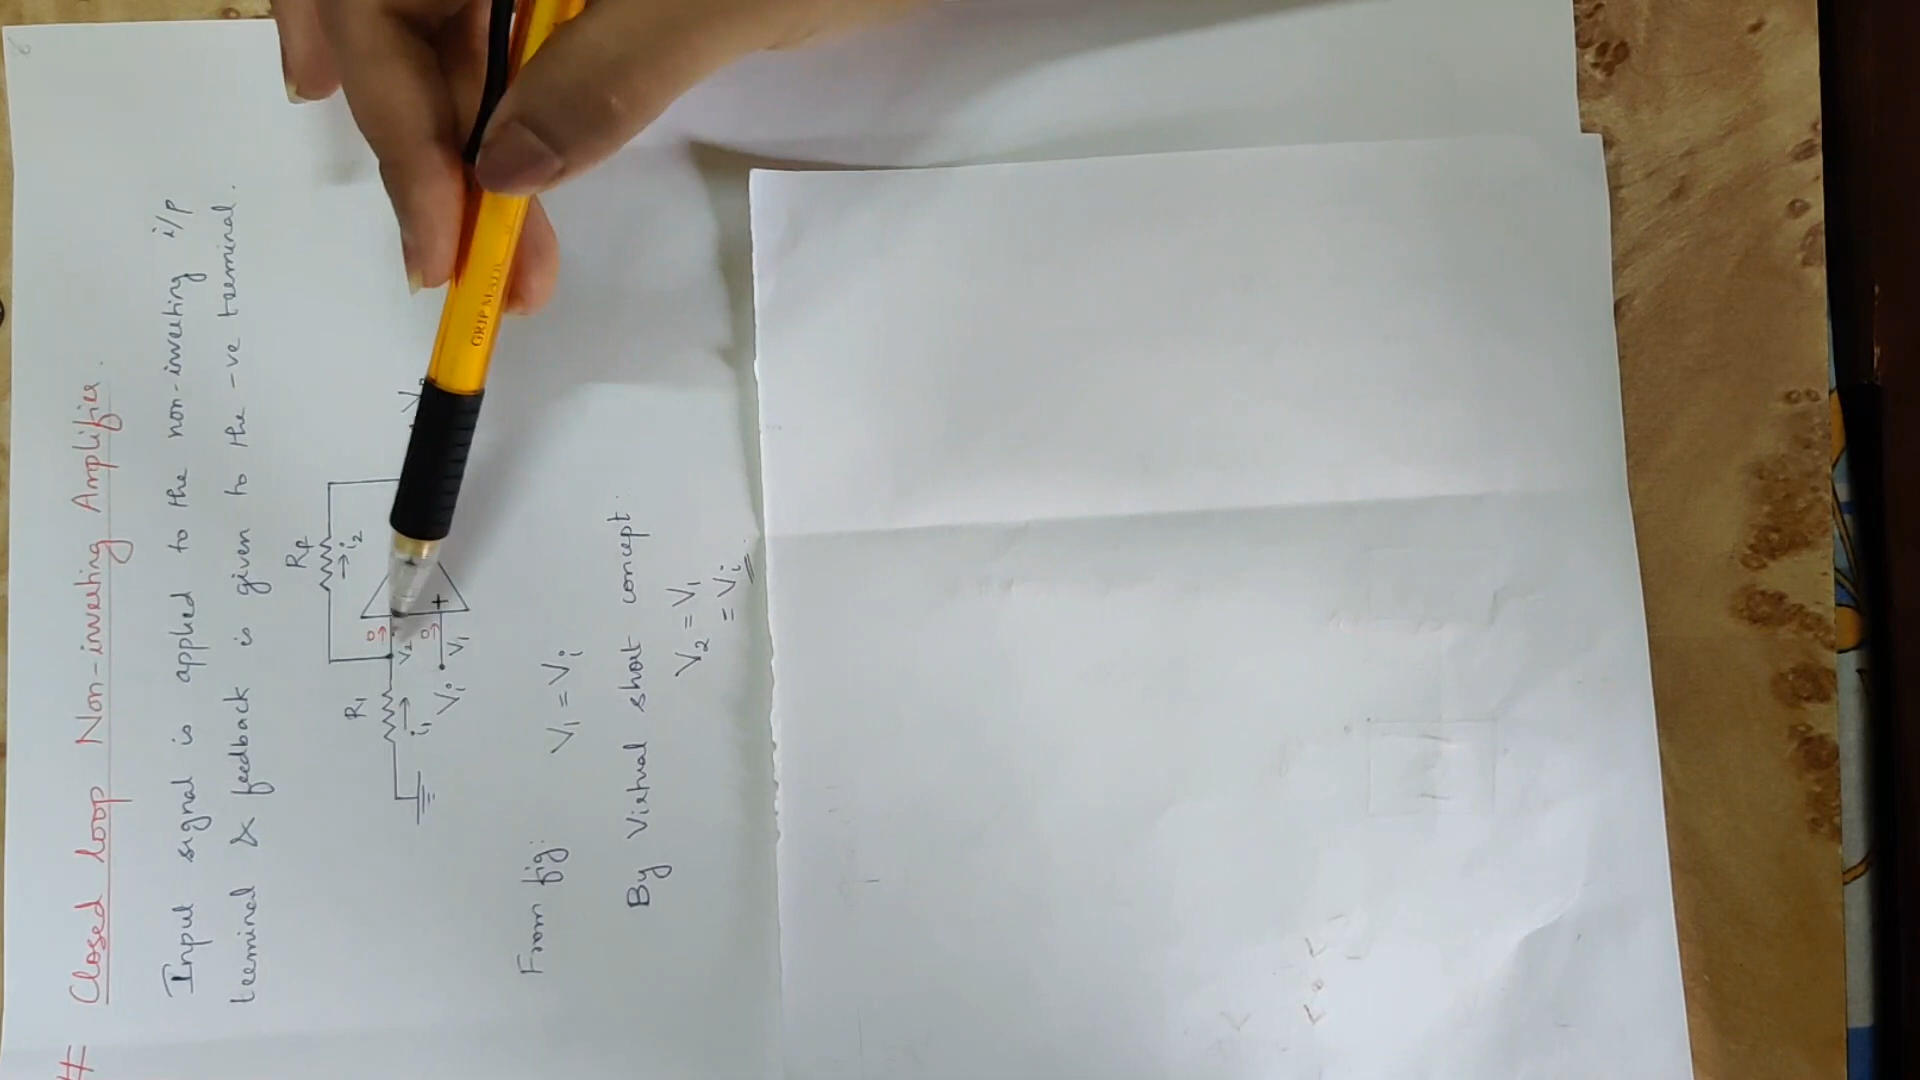 # Closed loop Non-inverting Amplifier.
Input signal is applied to the non-inverting i/p
terminal & feedback is given to the -ve terminal.
Rf
→ i2
R1
→ i1
0 →
V2
0 →
+
Vi
V1
V
From fig: V1 = Vi
By Virtual short concept
V2 = V1
= Vi
GRIP